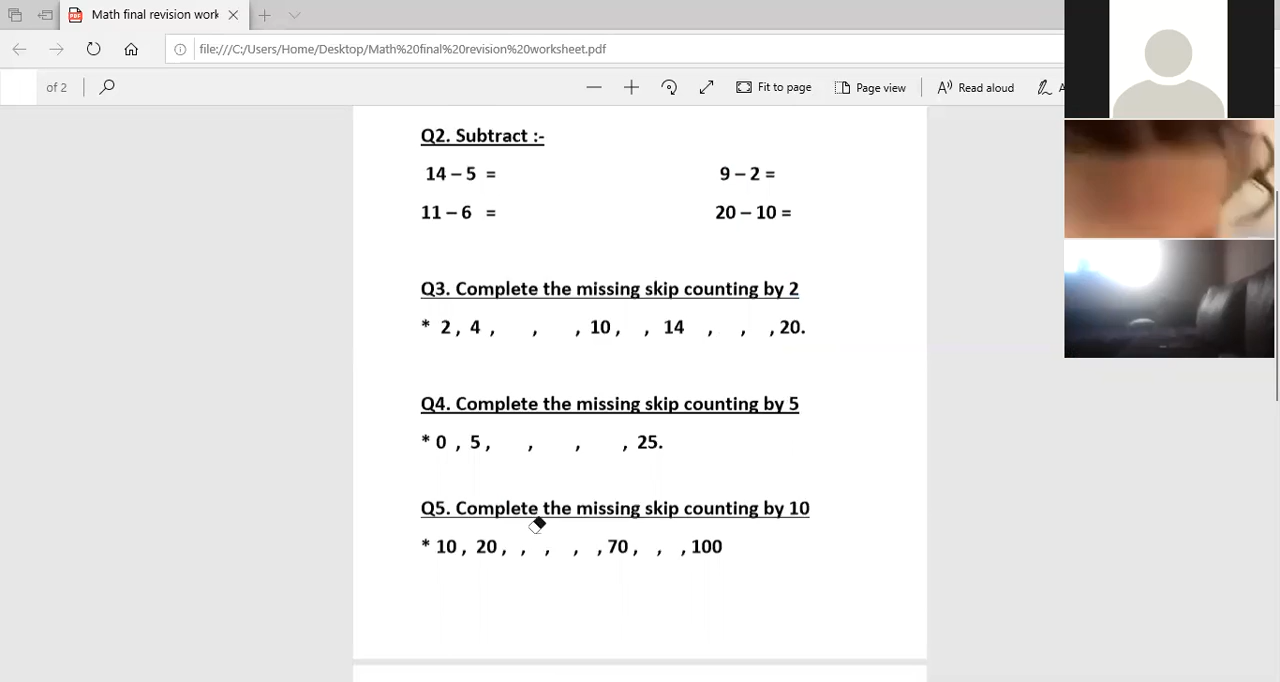 Math final revision work
file:///C:/Users/Home/Desktop/Math%20final%20revision%20worksheet.pdf
of 2
Fit to page
Page view
Read aloud
Q2. Subtract :-
14 – 5 = 9 – 2 =
11 – 6 = 20 – 10 =
Q3. Complete the missing skip counting by 2
* 2 , 4 , , , 10 , , 14 , , , 20.
Q4. Complete the missing skip counting by 5
* 0 , 5 , , , , 25.
Q5. Complete the missing skip counting by 10
* 10 , 20 , , , , , 70 , , , 100